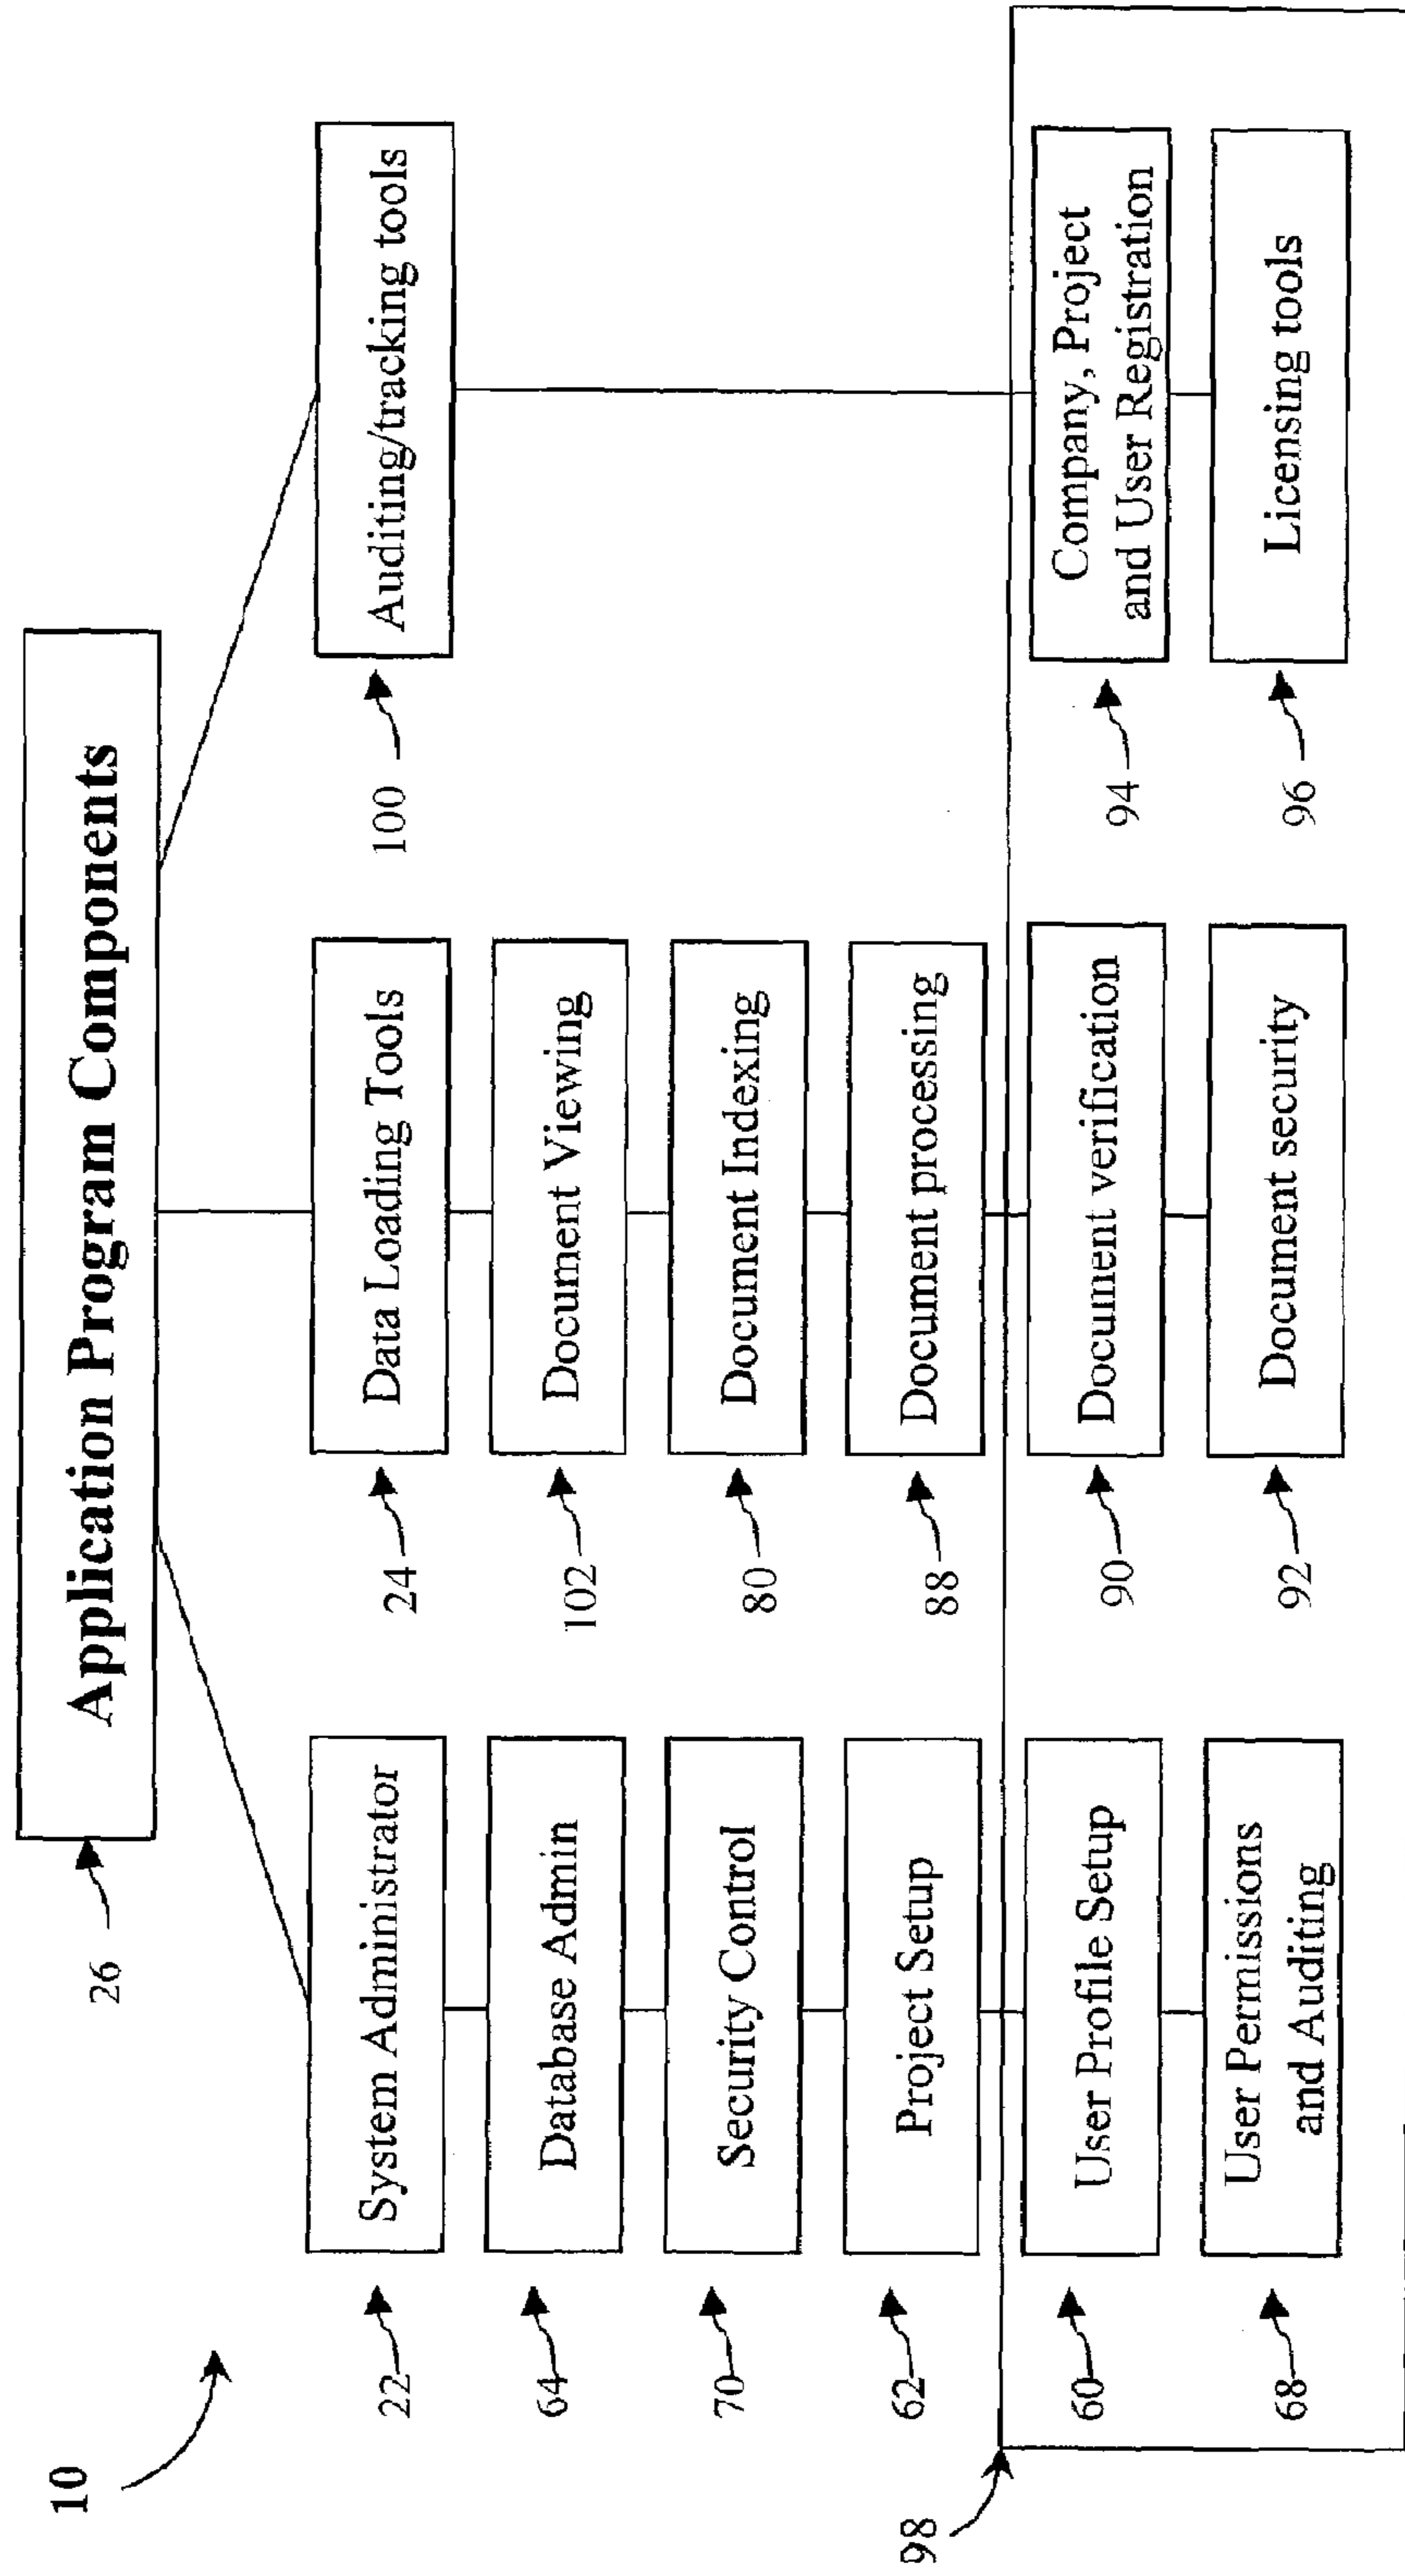 10
26
Application Program Components
22
System Administrator
64
Database Admin
70
Security Control
62
Project Setup
98
60
User Profile Setup
68
User Permissions
and Auditing
24
Data Loading Tools
102
Document Viewing
80
Document Indexing
88
Document processing
90
Document verification
92
Document security
100
Auditing/tracking tools
94
Company, Project
and User Registration
96
Licensing tools